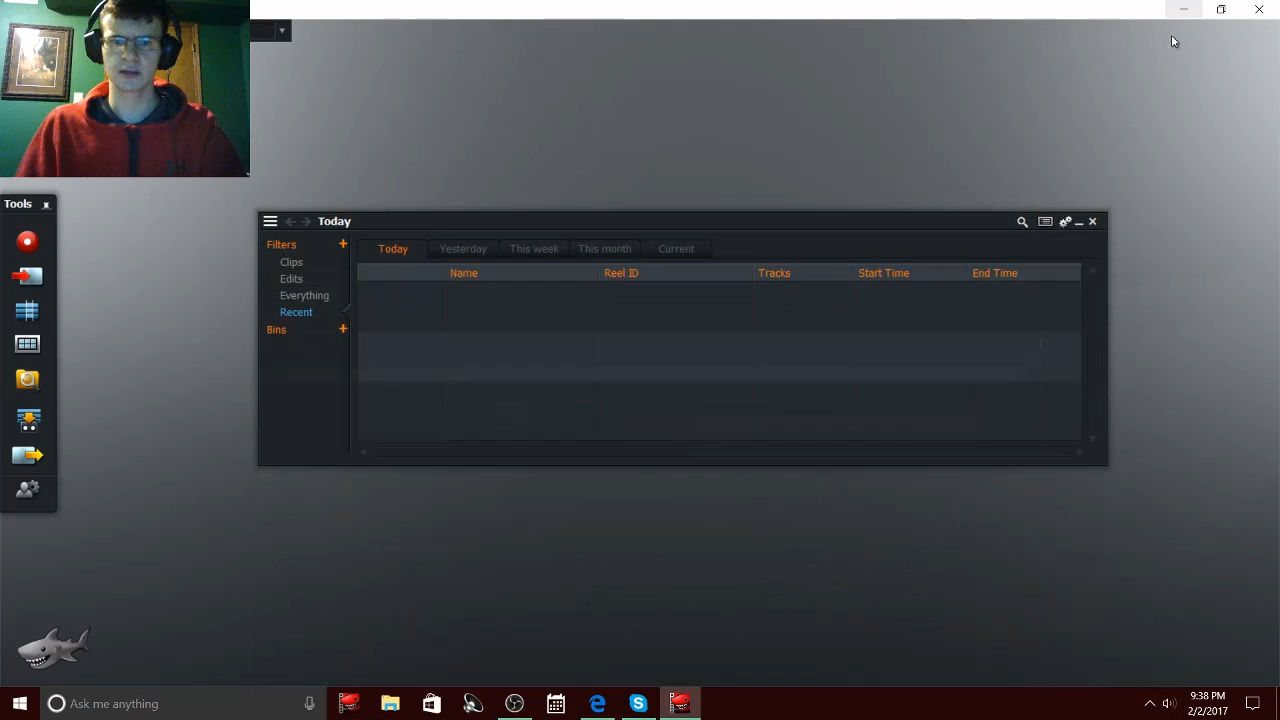 Tools
Today
Filters +
Clips
Edits
Everything
Recent
Bins +
Today Yesterday This week This month Current
Name Reel ID Tracks Start Time End Time
Ask me anything
9:38 PM
2/2/2017